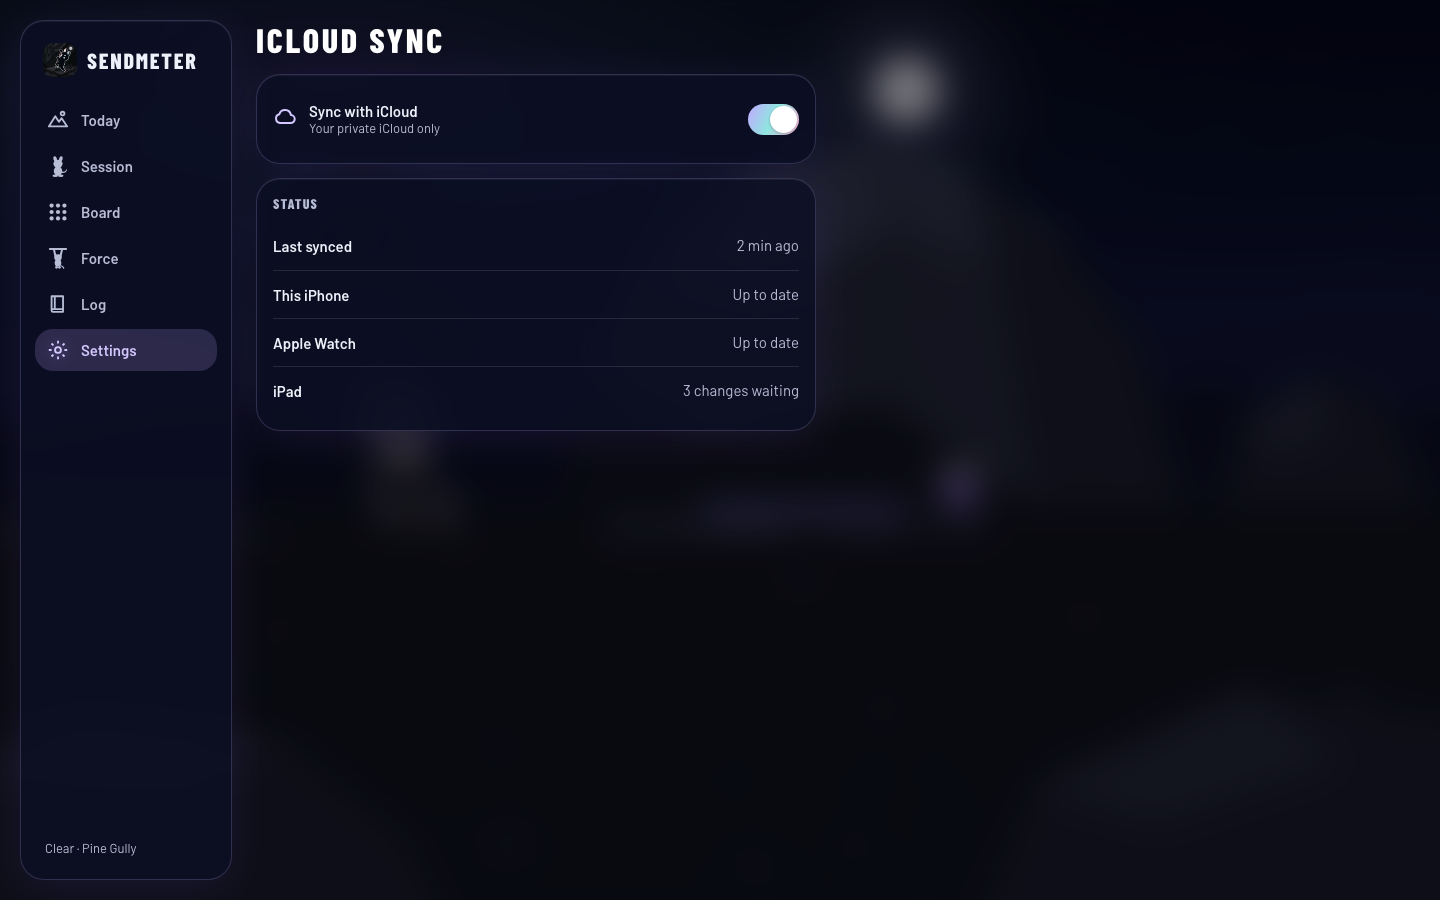 SENDMETER
Today
Session
Board
Force
Log
Settings
Clear · Pine Gully
ICLOUD SYNC
Sync with iCloud
Your private iCloud only
STATUS
Last synced 2 min ago
This iPhone Up to date
Apple Watch Up to date
iPad 3 changes waiting